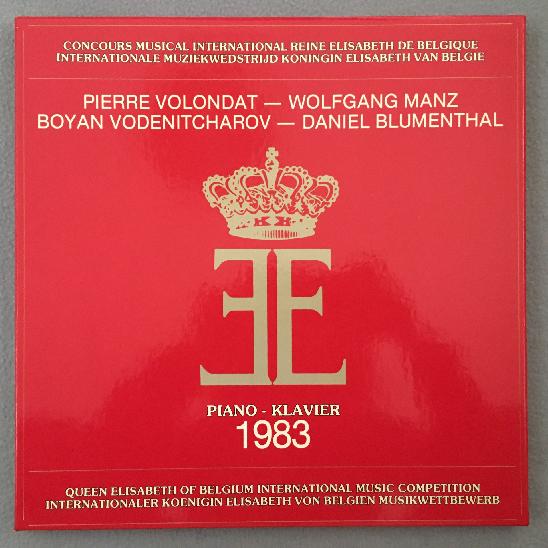 CONCOURS MUSICAL INTERNATIONAL REINE ELISABETH DE BELGIQUE
INTERNATIONALE MUZIEKWEDSTRIJD KONINGIN ELISABETH VAN BELGIE
PIERRE VOLONDAT — WOLFGANG MANZ
BOYAN VODENITCHAROV — DANIEL BLUMENTHAL
EE
PIANO - KLAVIER
1983
QUEEN ELISABETH OF BELGIUM INTERNATIONAL MUSIC COMPETITION
INTERNATIONALER KOENIGIN ELISABETH VON BELGIEN MUSIKWETTBEWERB